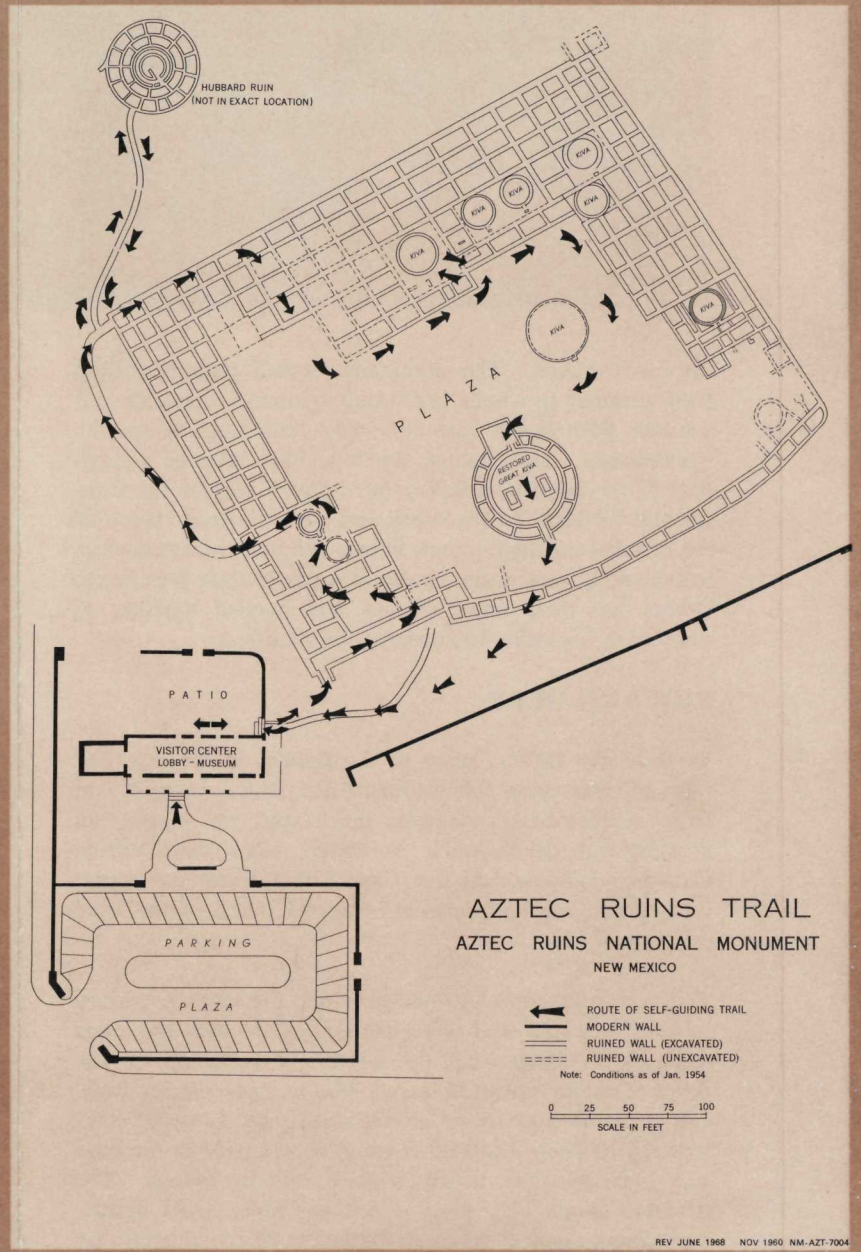 HUBBARD RUIN
(NOT IN EXACT LOCATION)
KIVA
KIVA
KIVA
KIVA
KIVA
KIVA
KIVA
PLAZA
RESTORED
GREAT KIVA
PATIO
VISITOR CENTER
LOBBY - MUSEUM
PARKING
PLAZA
AZTEC RUINS TRAIL
AZTEC RUINS NATIONAL MONUMENT
NEW MEXICO
ROUTE OF SELF-GUIDING TRAIL
MODERN WALL
RUINED WALL (EXCAVATED)
RUINED WALL (UNEXCAVATED)
Note: Conditions as of Jan. 1954
0 25 50 75 100
SCALE IN FEET
REV JUNE 1968 NOV 1960 NM-AZT-7004